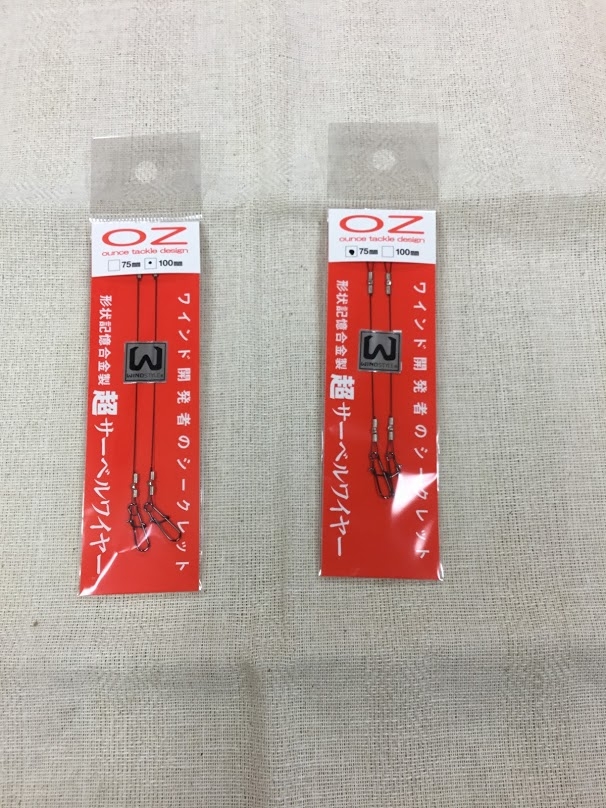 OZ
ounce tackle design
75㎜ 100㎜
ワインド開発者のシークレット
形状記憶合金製 超サーベルワイヤー
OZ
ounce tackle design
75㎜ 100㎜
ワインド開発者のシークレット
形状記憶合金製 超サーベルワイヤー